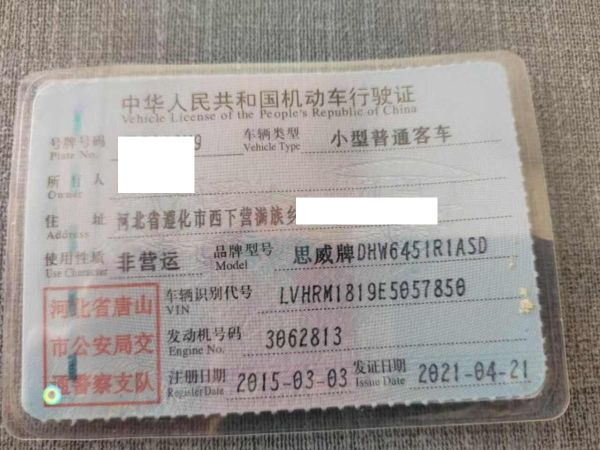 中华人民共和国机动车行驶证
Vehicle License of the People's Republic of China
号牌号码 9 车辆类型 小型普通客车
Plate No. Vehicle Type
所有人
Owner
住址 河北省遵化市西下营满族乡
Address
使用性质 非营运 品牌型号 思威牌DHW6451R1ASD
Use Character Model
车辆识别代号 LVHRM1819E5057850
VIN
发动机号码 3062813
Engine No.
注册日期 2015-03-03 发证日期 2021-04-21
Register Date Issue Date
河北省唐山
市公安局交
通警察支队